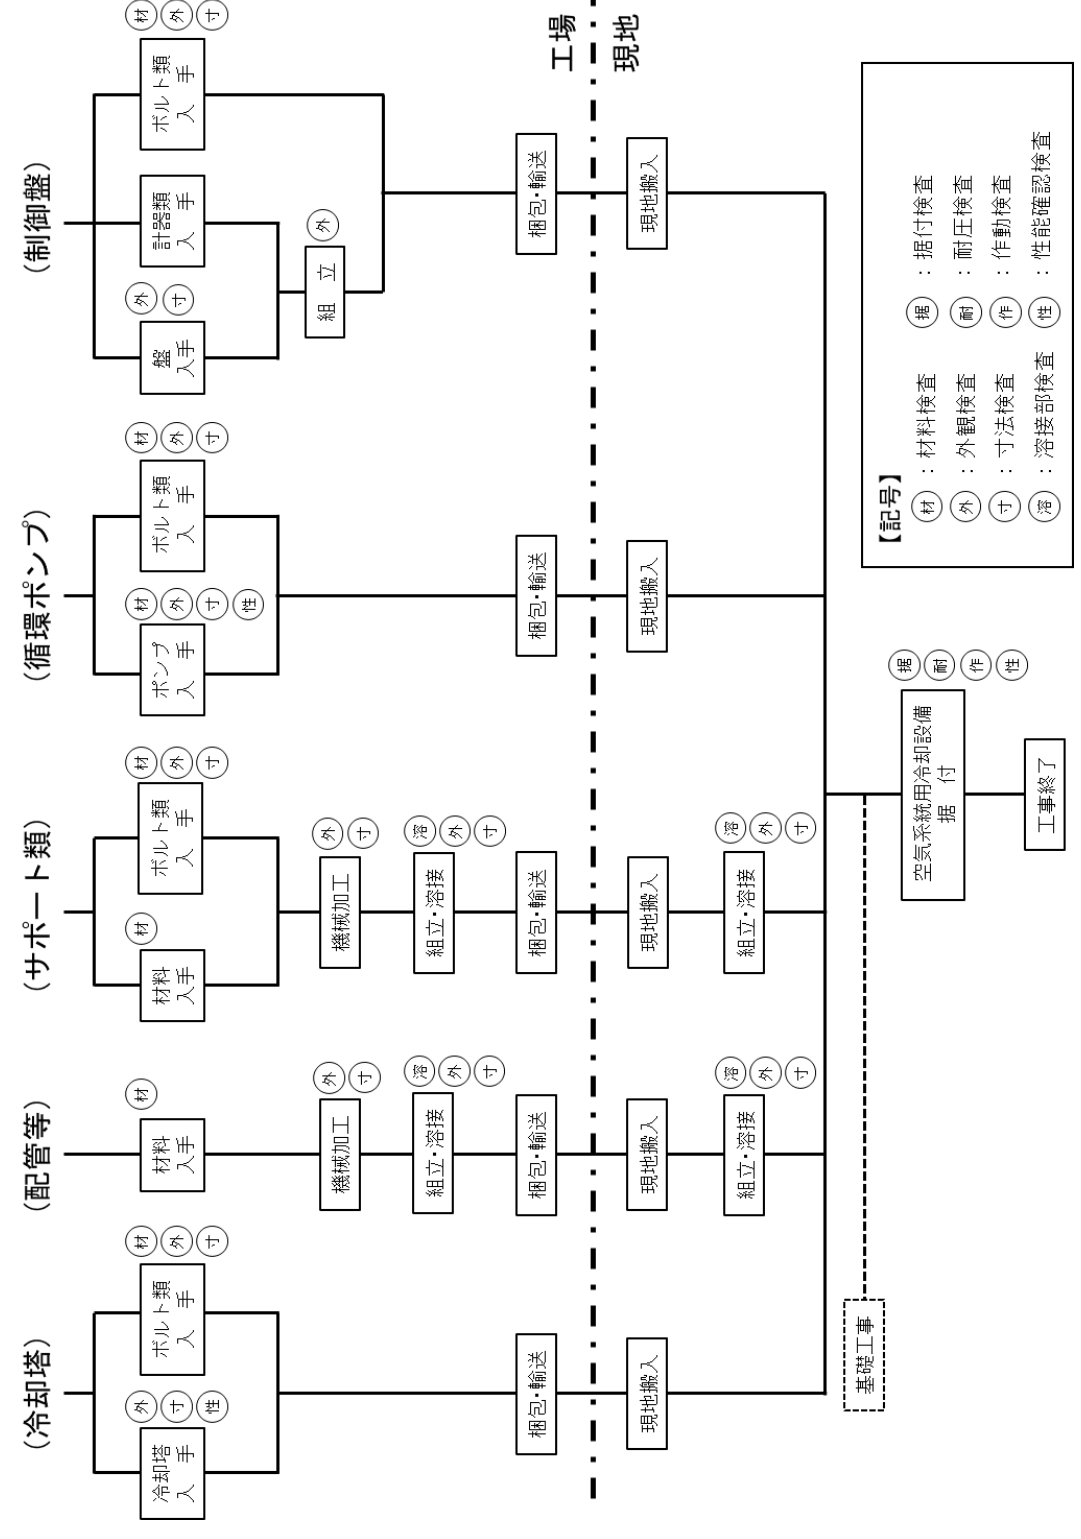 （冷却塔）
冷却塔
入　手
外
寸
性
ボルト類
入　手
材
外
寸
梱包・輸送
現地搬入
（配管等）
材料
入手
材
機械加工
外
寸
組立・溶接
溶
外
寸
梱包・輸送
現地搬入
組立・溶接
溶
外
寸
（サポート類）
材料
入手
材
ボルト類
入　手
材
外
寸
機械加工
外
寸
組立・溶接
溶
外
寸
梱包・輸送
現地搬入
組立・溶接
溶
外
寸
（循環ポンプ）
ポンプ
入　手
材
外
寸
性
ボルト類
入　手
材
外
寸
梱包・輸送
現地搬入
（制御盤）
盤
入手
外
寸
計器類
入　手
ボルト類
入　手
材
外
寸
組　立
外
梱包・輸送
現地搬入
工場
現地
基礎工事
空気系統用冷却設備
据　付
据
耐
作
性
工事終了
【記号】
材：材料検査　据：据付検査
外：外観検査　耐：耐圧検査
寸：寸法検査　作：作動検査
溶：溶接部検査　性：性能確認検査